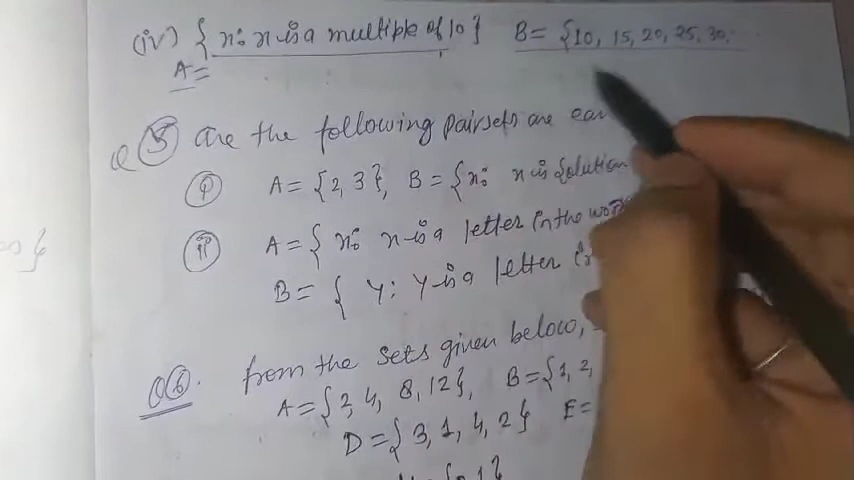 (iv) { x: x is a multiple of 10 } B = {10, 15, 20, 25, 30, ...
A =
Q 5 are the following pair sets are
(i) A = {2, 3}, B = {x: x is solution
(ii) A = { x: x is a letter in the
B = { Y: Y is a letter
Q 6. from the sets given below,
A = {2, 4, 8, 12}, B = {1, 2,
D = {3, 1, 4, 2} E =